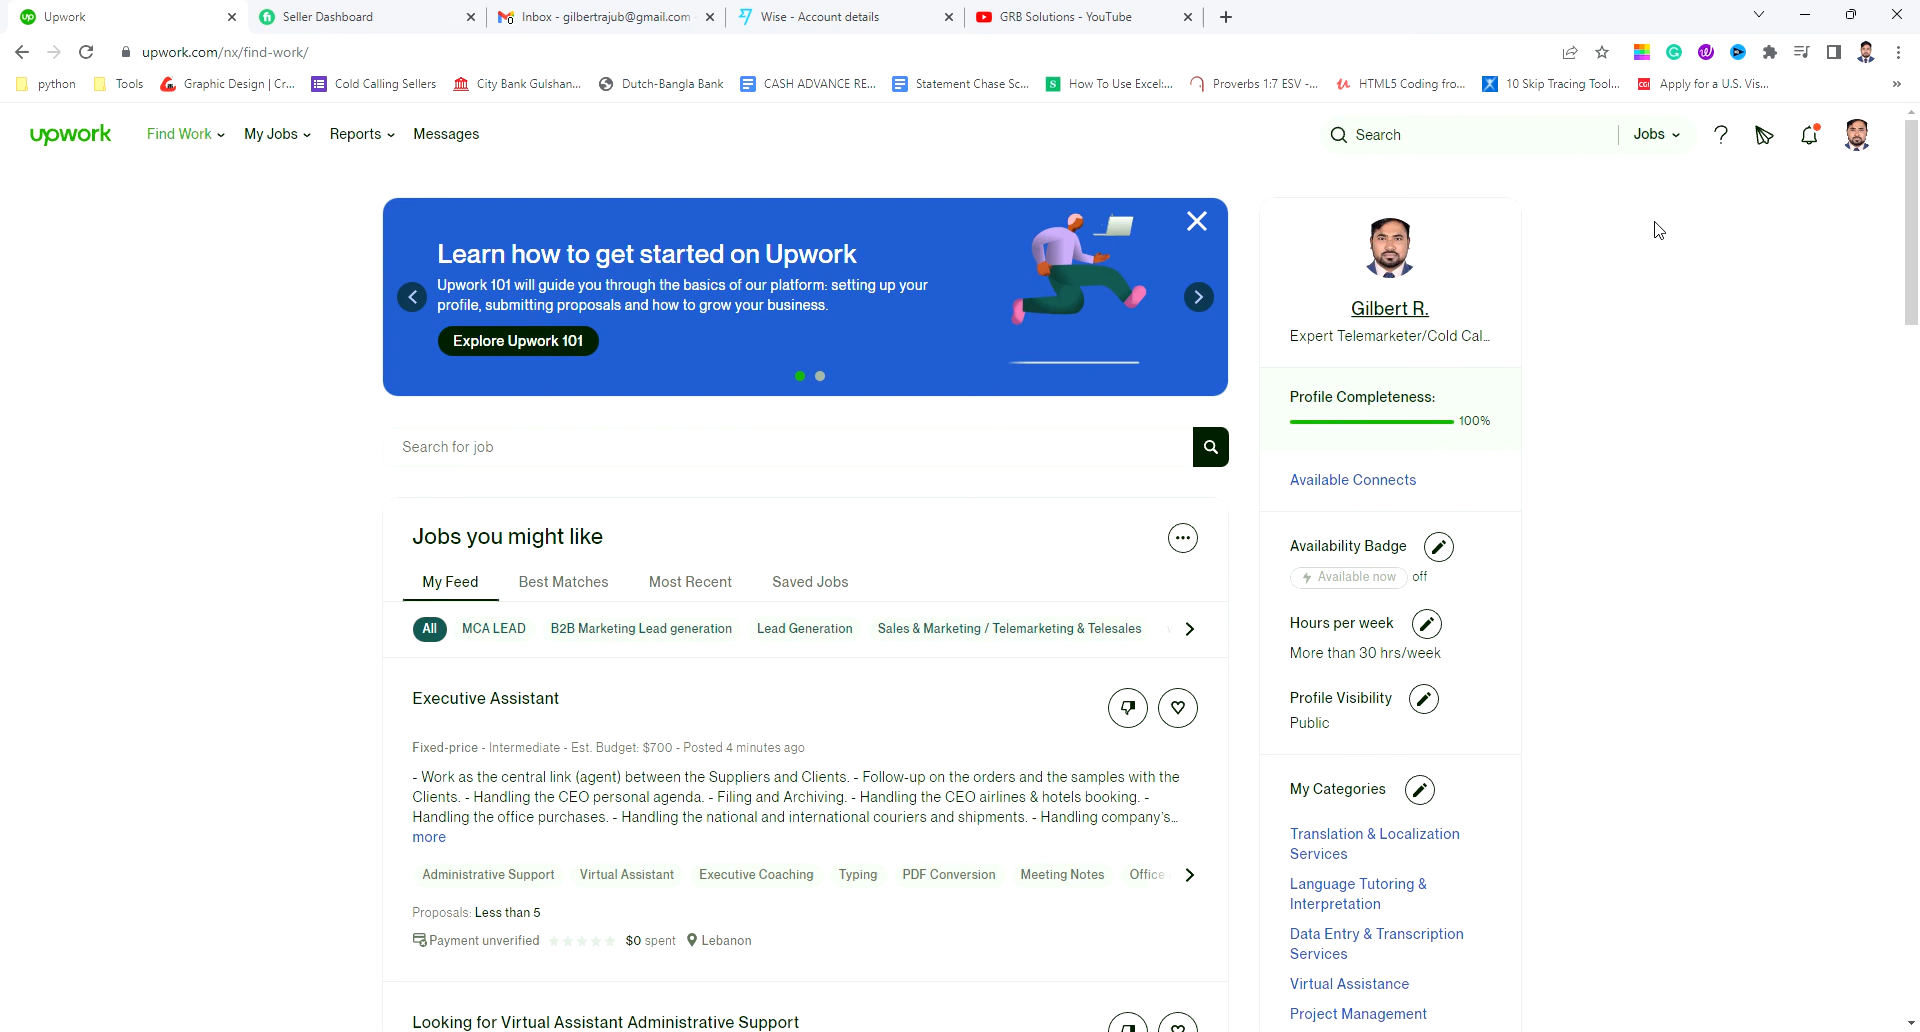 Upwork
Seller Dashboard
Inbox - gilbertrajub@gmail.com
Wise - Account details
GRB Solutions - YouTube
upwork.com/nx/find-work/
python
Tools
Graphic Design | Cr...
Cold Calling Sellers
City Bank Gulshan...
Dutch-Bangla Bank
CASH ADVANCE RE...
Statement Chase Sc...
How To Use Excel:...
Proverbs 1:7 ESV -...
HTML5 Coding fro...
10 Skip Tracing Tool...
Apply for a U.S. Vis...
upwork
Find Work
My Jobs
Reports
Messages
Search
Jobs
Learn how to get started on Upwork
Upwork 101 will guide you through the basics of our platform: setting up your
profile, submitting proposals and how to grow your business.
Explore Upwork 101
Search for job
Jobs you might like
My Feed
Best Matches
Most Recent
Saved Jobs
All
MCA LEAD
B2B Marketing Lead generation
Lead Generation
Sales & Marketing / Telemarketing & Telesales
Executive Assistant
Fixed-price - Intermediate - Est. Budget: $700 - Posted 4 minutes ago
- Work as the central link (agent) between the Suppliers and Clients. - Follow-up on the orders and the samples with the
Clients. - Handling the CEO personal agenda. - Filing and Archiving. - Handling the CEO airlines & hotels booking. -
Handling the office purchases. - Handling the national and international couriers and shipments. - Handling company's...
more
Administrative Support
Virtual Assistant
Executive Coaching
Typing
PDF Conversion
Meeting Notes
Office
Proposals: Less than 5
Payment unverified
$0 spent
Lebanon
Looking for Virtual Assistant Administrative Support
Gilbert R.
Expert Telemarketer/Cold Cal...
Profile Completeness:
100%
Available Connects
Availability Badge
Available now
off
Hours per week
More than 30 hrs/week
Profile Visibility
Public
My Categories
Translation & Localization
Services
Language Tutoring &
Interpretation
Data Entry & Transcription
Services
Virtual Assistance
Project Management